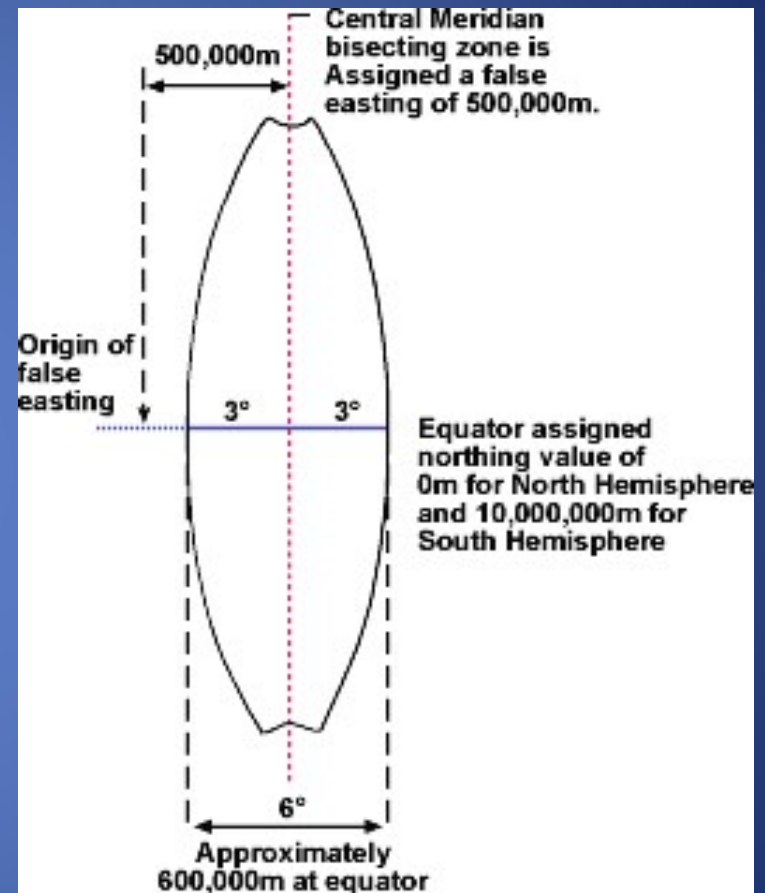 Central Meridian
bisecting zone is
Assigned a false
easting of 500,000m.
500,000m
Origin of
false
easting
3°
3°
Equator assigned
northing value of
0m for North Hemisphere
and 10,000,000m for
South Hemisphere
6°
Approximately
600,000m at equator